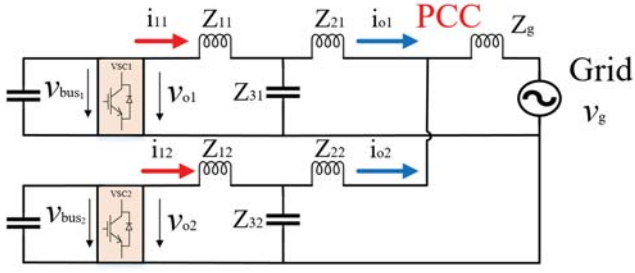 i11 Z11 Z21 io1 PCC Zg
VSC1
vbus1 vo1 Z31 Grid
vg
i12 Z12 Z22 io2
VSC2
vbus2 vo2 Z32